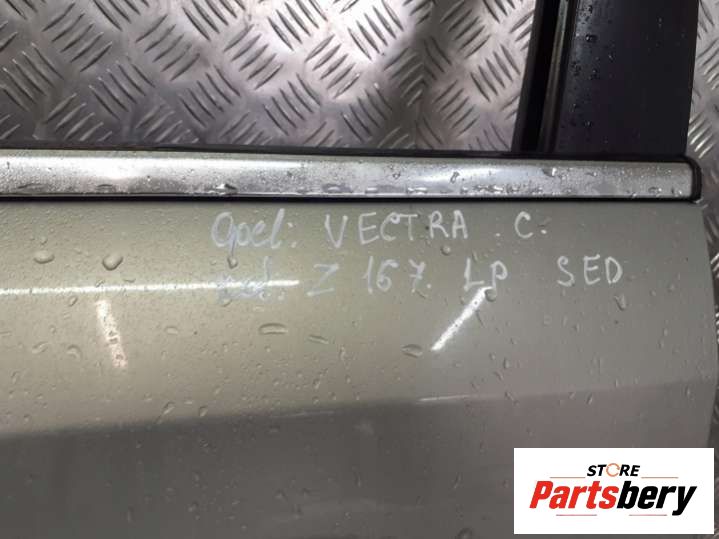 Opel: VECTRA C.
Z 167. LP SED
STORE
Partsbery